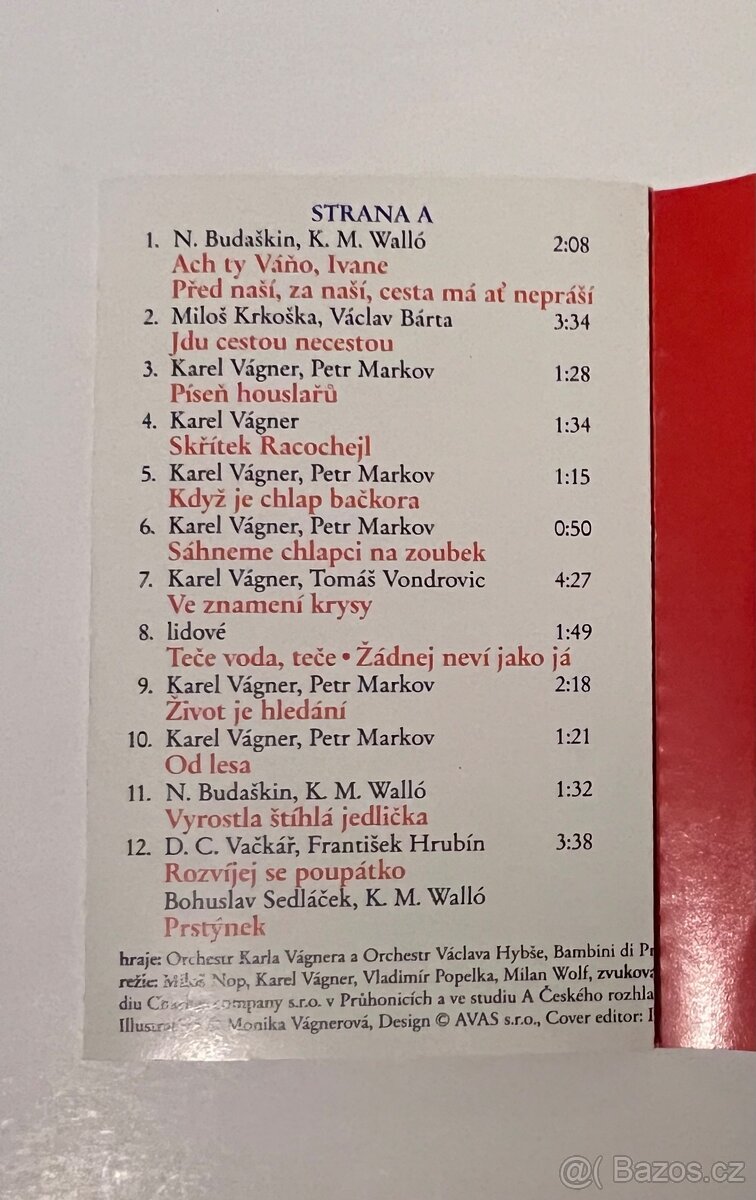 STRANA A
1. N. Budaškin, K. M. Walló 2:08
Ach ty Váňo, Ivane
Před naší, za naší, cesta má ať nepráší
2. Miloš Krkoška, Václav Bárta 3:34
Jdu cestou necestou
3. Karel Vágner, Petr Markov 1:28
Píseň houslařů
4. Karel Vágner 1:34
Skřítek Racochejl
5. Karel Vágner, Petr Markov 1:15
Když je chlap bačkora
6. Karel Vágner, Petr Markov 0:50
Sáhneme chlapci na zoubek
7. Karel Vágner, Tomáš Vondrovic 4:27
Ve znamení krysy
8. lidové 1:49
Teče voda, teče • Žádnej neví jako já
9. Karel Vágner, Petr Markov 2:18
Život je hledání
10. Karel Vágner, Petr Markov 1:21
Od lesa
11. N. Budaškin, K. M. Walló 1:32
Vyrostla štíhlá jedlička
12. D. C. Vačkář, František Hrubín 3:38
Rozvíjej se poupátko
Bohuslav Sedláček, K. M. Walló
Prstýnek
hraje: Orchestr Karla Vágnera a Orchestr Václava Hybše, Bambini di
režie: Miloš Nop, Karel Vágner, Vladimír Popelka, Milan Wolf, zvuková
diu company s.r.o. v Průhonicích a ve studiu A Českého rozhla
Monika Vágnerová, Design © AVAS s.r.o., Cover editor:
@( Bazos.cz